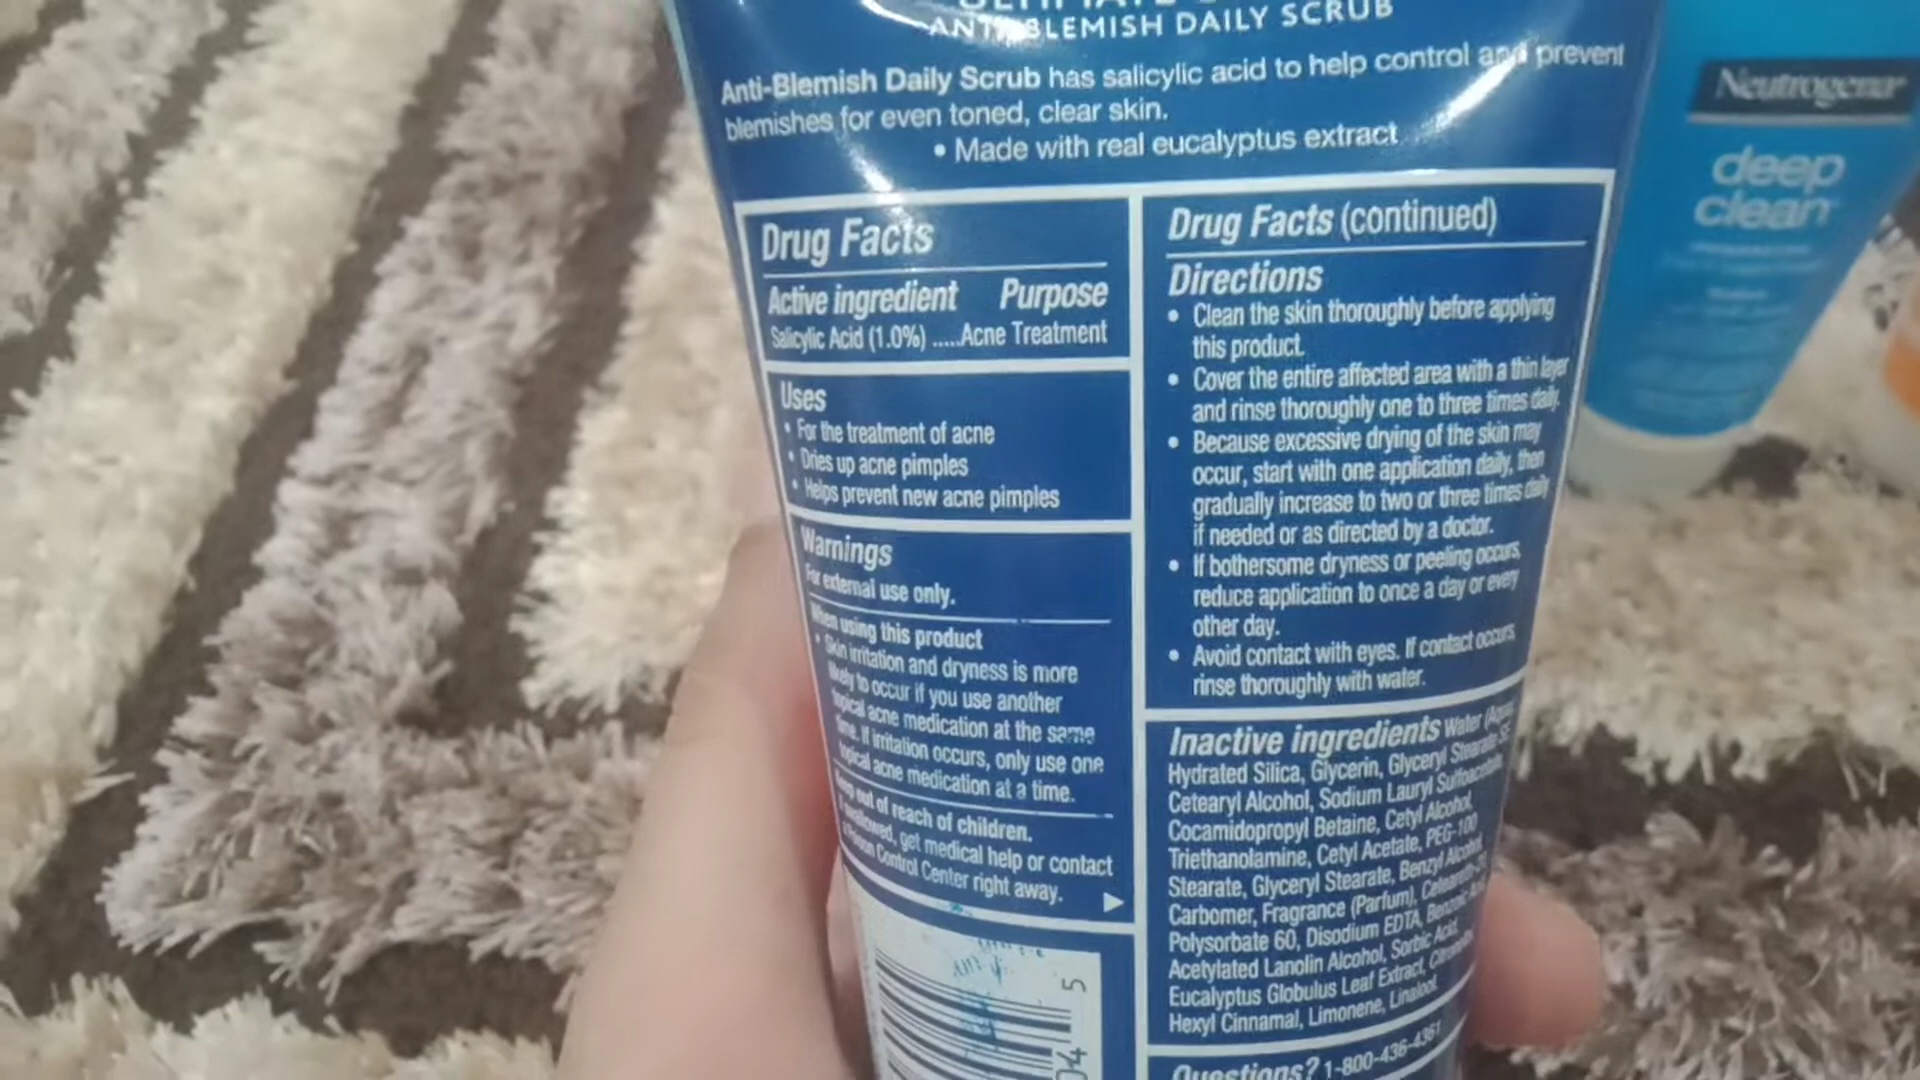 ANTI-BLEMISH DAILY SCRUB
Anti-Blemish Daily Scrub has salicylic acid to help control and prevent
blemishes for even toned, clear skin.
• Made with real eucalyptus extract
Drug Facts
Active ingredient Purpose
Salicylic Acid (1.0%) .....Acne Treatment
Uses
• For the treatment of acne
• Dries up acne pimples
• Helps prevent new acne pimples
Warnings
For external use only.
When using this product
• Skin irritation and dryness is more
likely to occur if you use another
topical acne medication at the same
time. If irritation occurs, only use one
topical acne medication at a time.
Keep out of reach of children.
If swallowed, get medical help or contact
a Poison Control Center right away.
04 5
Drug Facts (continued)
Directions
• Clean the skin thoroughly before applying
this product.
• Cover the entire affected area with a thin layer
and rinse thoroughly one to three times daily.
• Because excessive drying of the skin may
occur, start with one application daily, then
gradually increase to two or three times daily
if needed or as directed by a doctor.
• If bothersome dryness or peeling occurs,
reduce application to once a day or every
other day.
• Avoid contact with eyes. If contact occurs,
rinse thoroughly with water.
Inactive ingredients Water (Aqua),
Hydrated Silica, Glycerin, Glyceryl Stearate SE,
Cetearyl Alcohol, Sodium Lauryl Sulfoacetate,
Cocamidopropyl Betaine, Cetyl Alcohol,
Triethanolamine, Cetyl Acetate, PEG-100
Stearate, Glyceryl Stearate, Benzyl Alcohol,
Carbomer, Fragrance (Parfum), Ceteareth-20,
Polysorbate 60, Disodium EDTA, Benzoic Acid,
Acetylated Lanolin Alcohol, Sorbic Acid,
Eucalyptus Globulus Leaf Extract,
Hexyl Cinnamal, Limonene, Linalool
Questions? 1-800-436-4361
Neutrogena
deep
clean